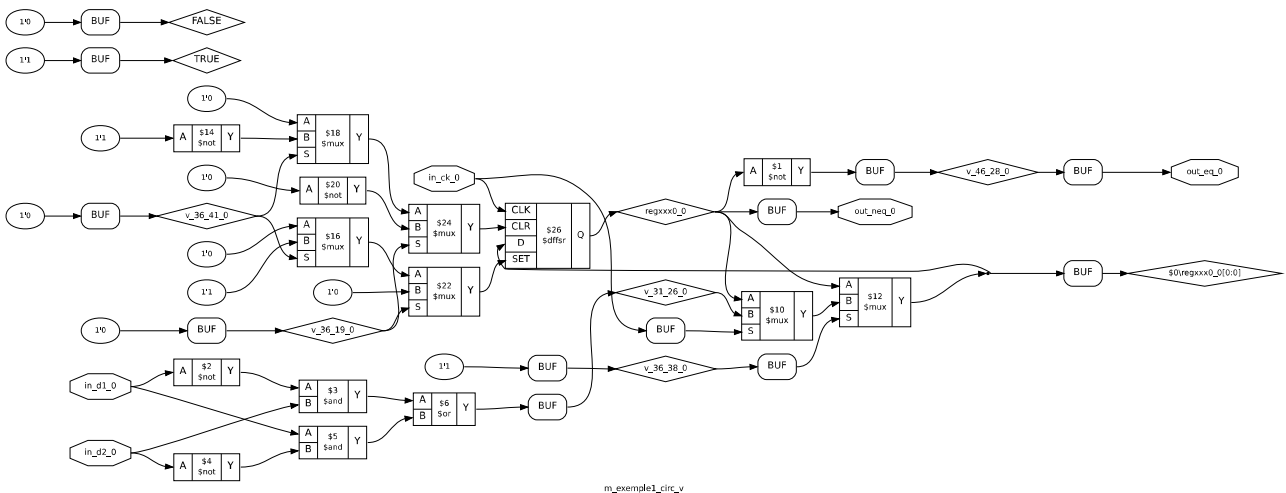 1'0 BUF FALSE
1'1 BUF TRUE
1'0
1'1 A $14 $not Y
A B S $18 $mux Y
1'0 A $20 $not Y
1'0 BUF v_36_41_0
1'0
1'1
A B S $16 $mux Y
1'0
1'0 BUF v_36_19_0
A B S $24 $mux Y
A B S $22 $mux Y
in_ck_0
CLK CLR D SET $26 $dffsr Q
regxxx0_0
A $1 $not Y BUF v_46_28_0 BUF out_eq_0
BUF out_neq_0
v_31_26_0
BUF
A B S $10 $mux Y
A B S $12 $mux Y
BUF $0\regxxx0_0[0:0]
1'1 BUF v_36_38_0 BUF
in_d1_0 A $2 $not Y
A B $3 $and Y
A B $5 $and Y
in_d2_0 A $4 $not Y
A B $6 $or Y BUF
m_exemple1_circ_v